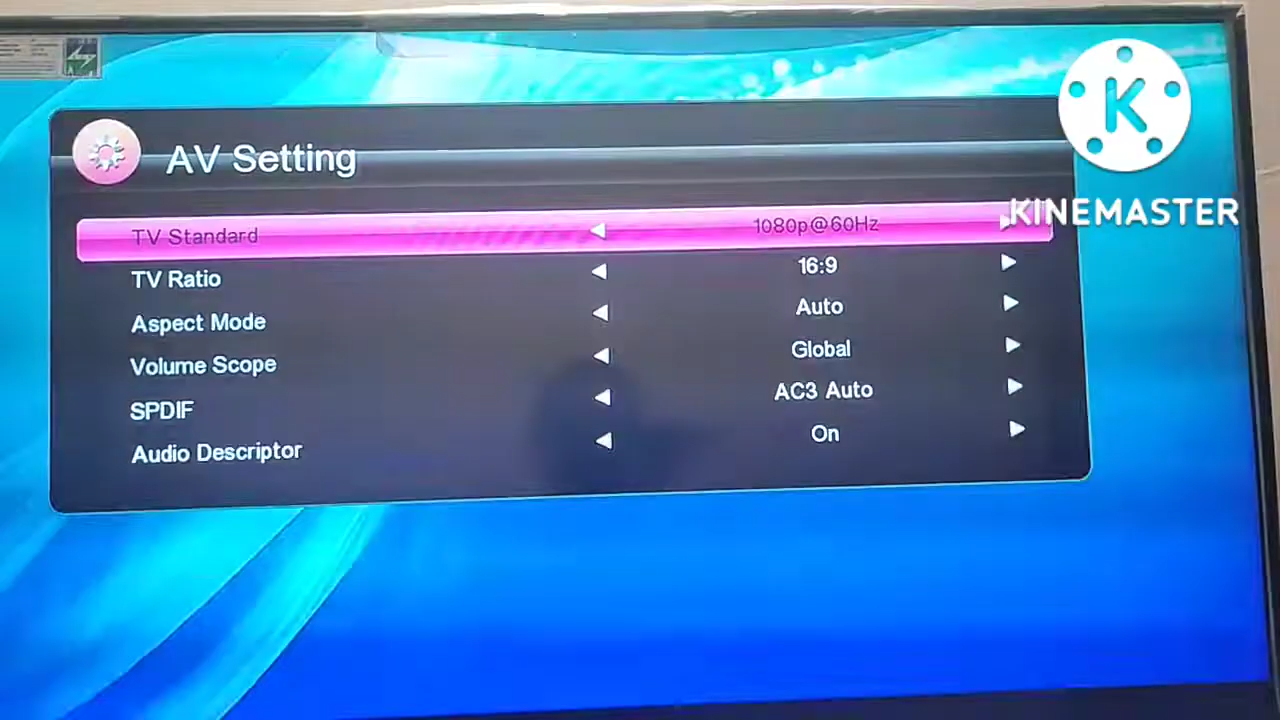 AV Setting
TV Standard 1080p@60Hz
TV Ratio 16:9
Aspect Mode Auto
Volume Scope Global
SPDIF AC3 Auto
Audio Descriptor On
K
KINEMASTER